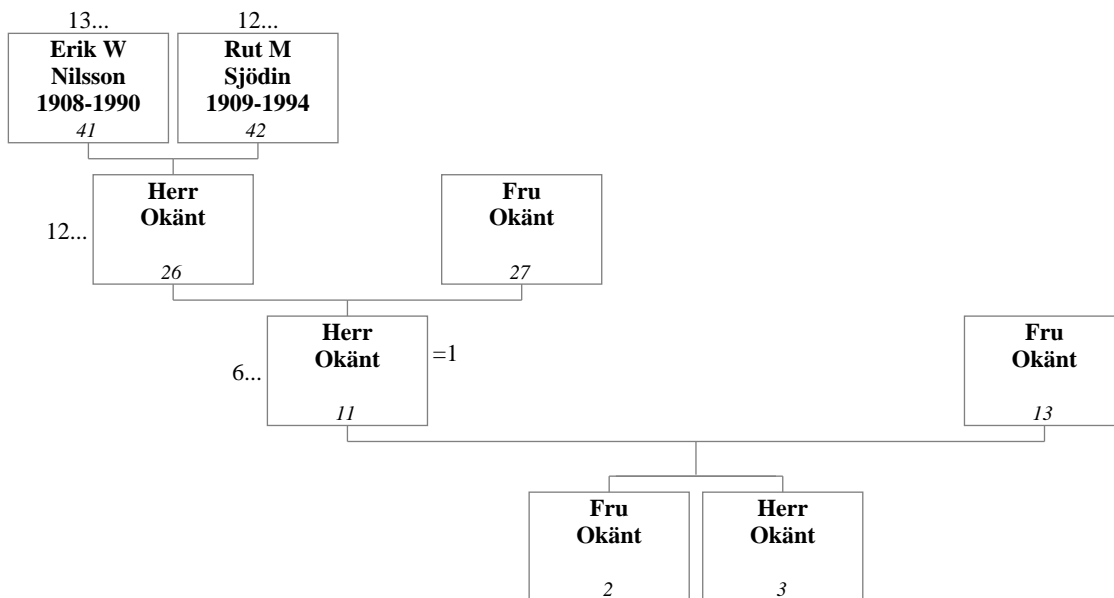 13...
12...
Erik W
Nilsson
1908-1990
41
Rut M
Sjödin
1909-1994
42
12...
Herr
Okänt
26
Fru
Okänt
27
6...
Herr
Okänt
11
=1
Fru
Okänt
13
Fru
Okänt
2
Herr
Okänt
3